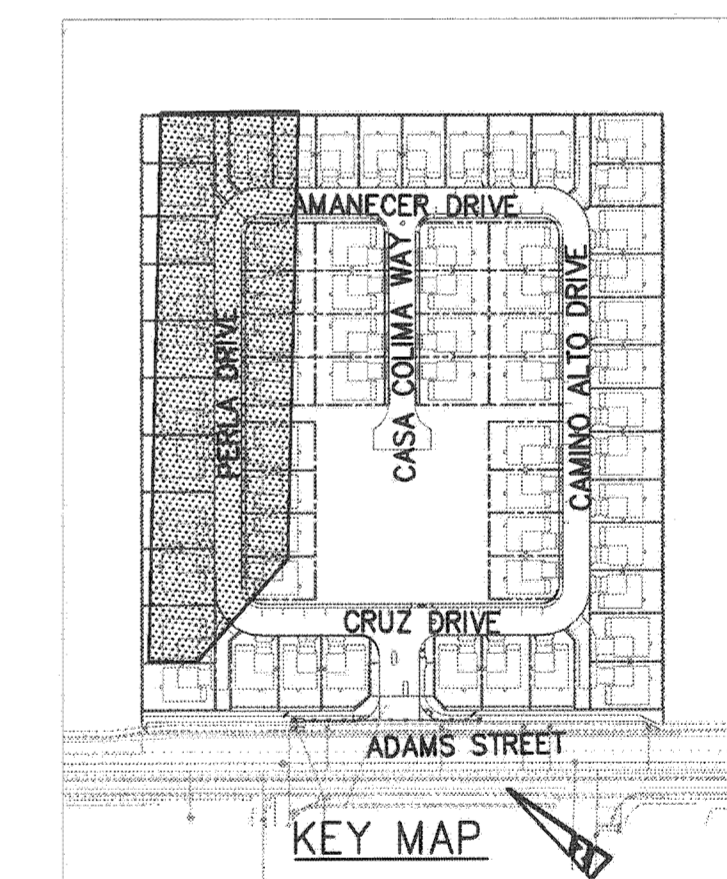 AMANECER DRIVE
PERLA DRIVE
CASA COLIMA WAY
CAMINO ALTO DRIVE
CRUZ DRIVE
ADAMS STREET
KEY MAP